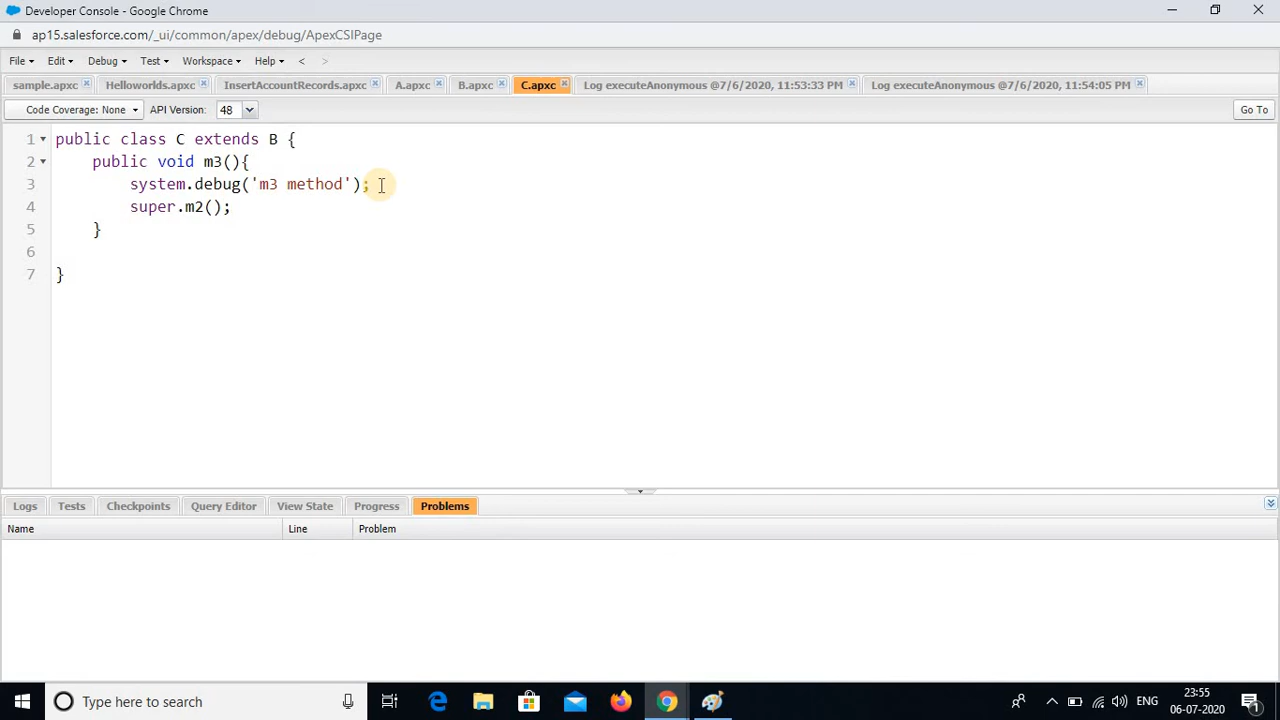 Developer Console - Google Chrome
ap15.salesforce.com/_ui/common/apex/debug/ApexCSIPage
File Edit Debug Test Workspace Help < >
sample.apxc Helloworlds.apxc InsertAccountRecords.apxc A.apxc B.apxc C.apxc Log executeAnonymous @7/6/2020, 11:53:33 PM Log executeAnonymous @7/6/2020, 11:54:05 PM
Code Coverage: None API Version: 48 Go To
1 public class C extends B {
2 public void m3(){
3 system.debug('m3 method');
4 super.m2();
5 }
6
7 }
Logs Tests Checkpoints Query Editor View State Progress Problems
Name Line Problem
Type here to search
ENG
23:55
06-07-2020
1